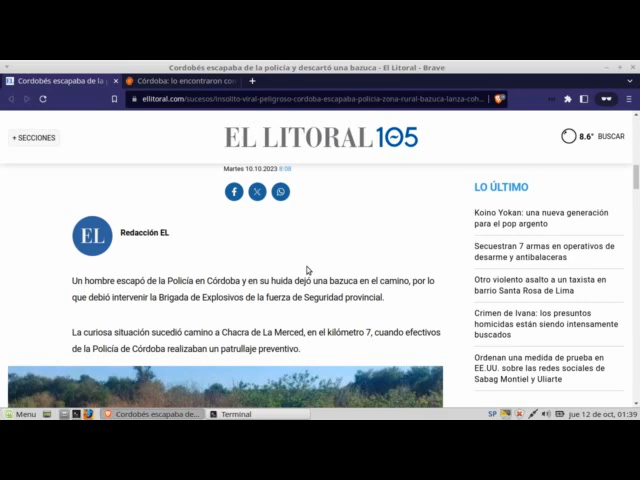 Cordobés escapaba de la policía y descartó una bazuca - El Litoral - Brave
Cordobés escapaba de la p
Córdoba: lo encontraron con
ellitoral.com/sucesos/insolito-viral-peligroso-cordoba-escapaba-policia-zona-rural-bazuca-lanza-coh...
+ SECCIONES
EL LITORAL 105
8.6°
BUSCAR
Martes 10.10.2023 8:08
EL
Redacción EL
Un hombre escapó de la Policía en Córdoba y en su huida dejó una bazuca en el camino, por lo
que debió intervenir la Brigada de Explosivos de la fuerza de Seguridad provincial.
La curiosa situación sucedió camino a Chacra de La Merced, en el kilómetro 7, cuando efectivos
de la Policía de Córdoba realizaban un patrullaje preventivo.
LO ÚLTIMO
Koino Yokan: una nueva generación
para el pop argento
Secuestran 7 armas en operativos de
desarme y antibalaceras
Otro violento asalto a un taxista en
barrio Santa Rosa de Lima
Crimen de Ivana: los presuntos
homicidas están siendo intensamente
buscados
Ordenan una medida de prueba en
EE.UU. sobre las redes sociales de
Sabag Montiel y Uliarte
Menu
Cordobés escapaba de...
Terminal
SP
jue 12 de oct, 01:39